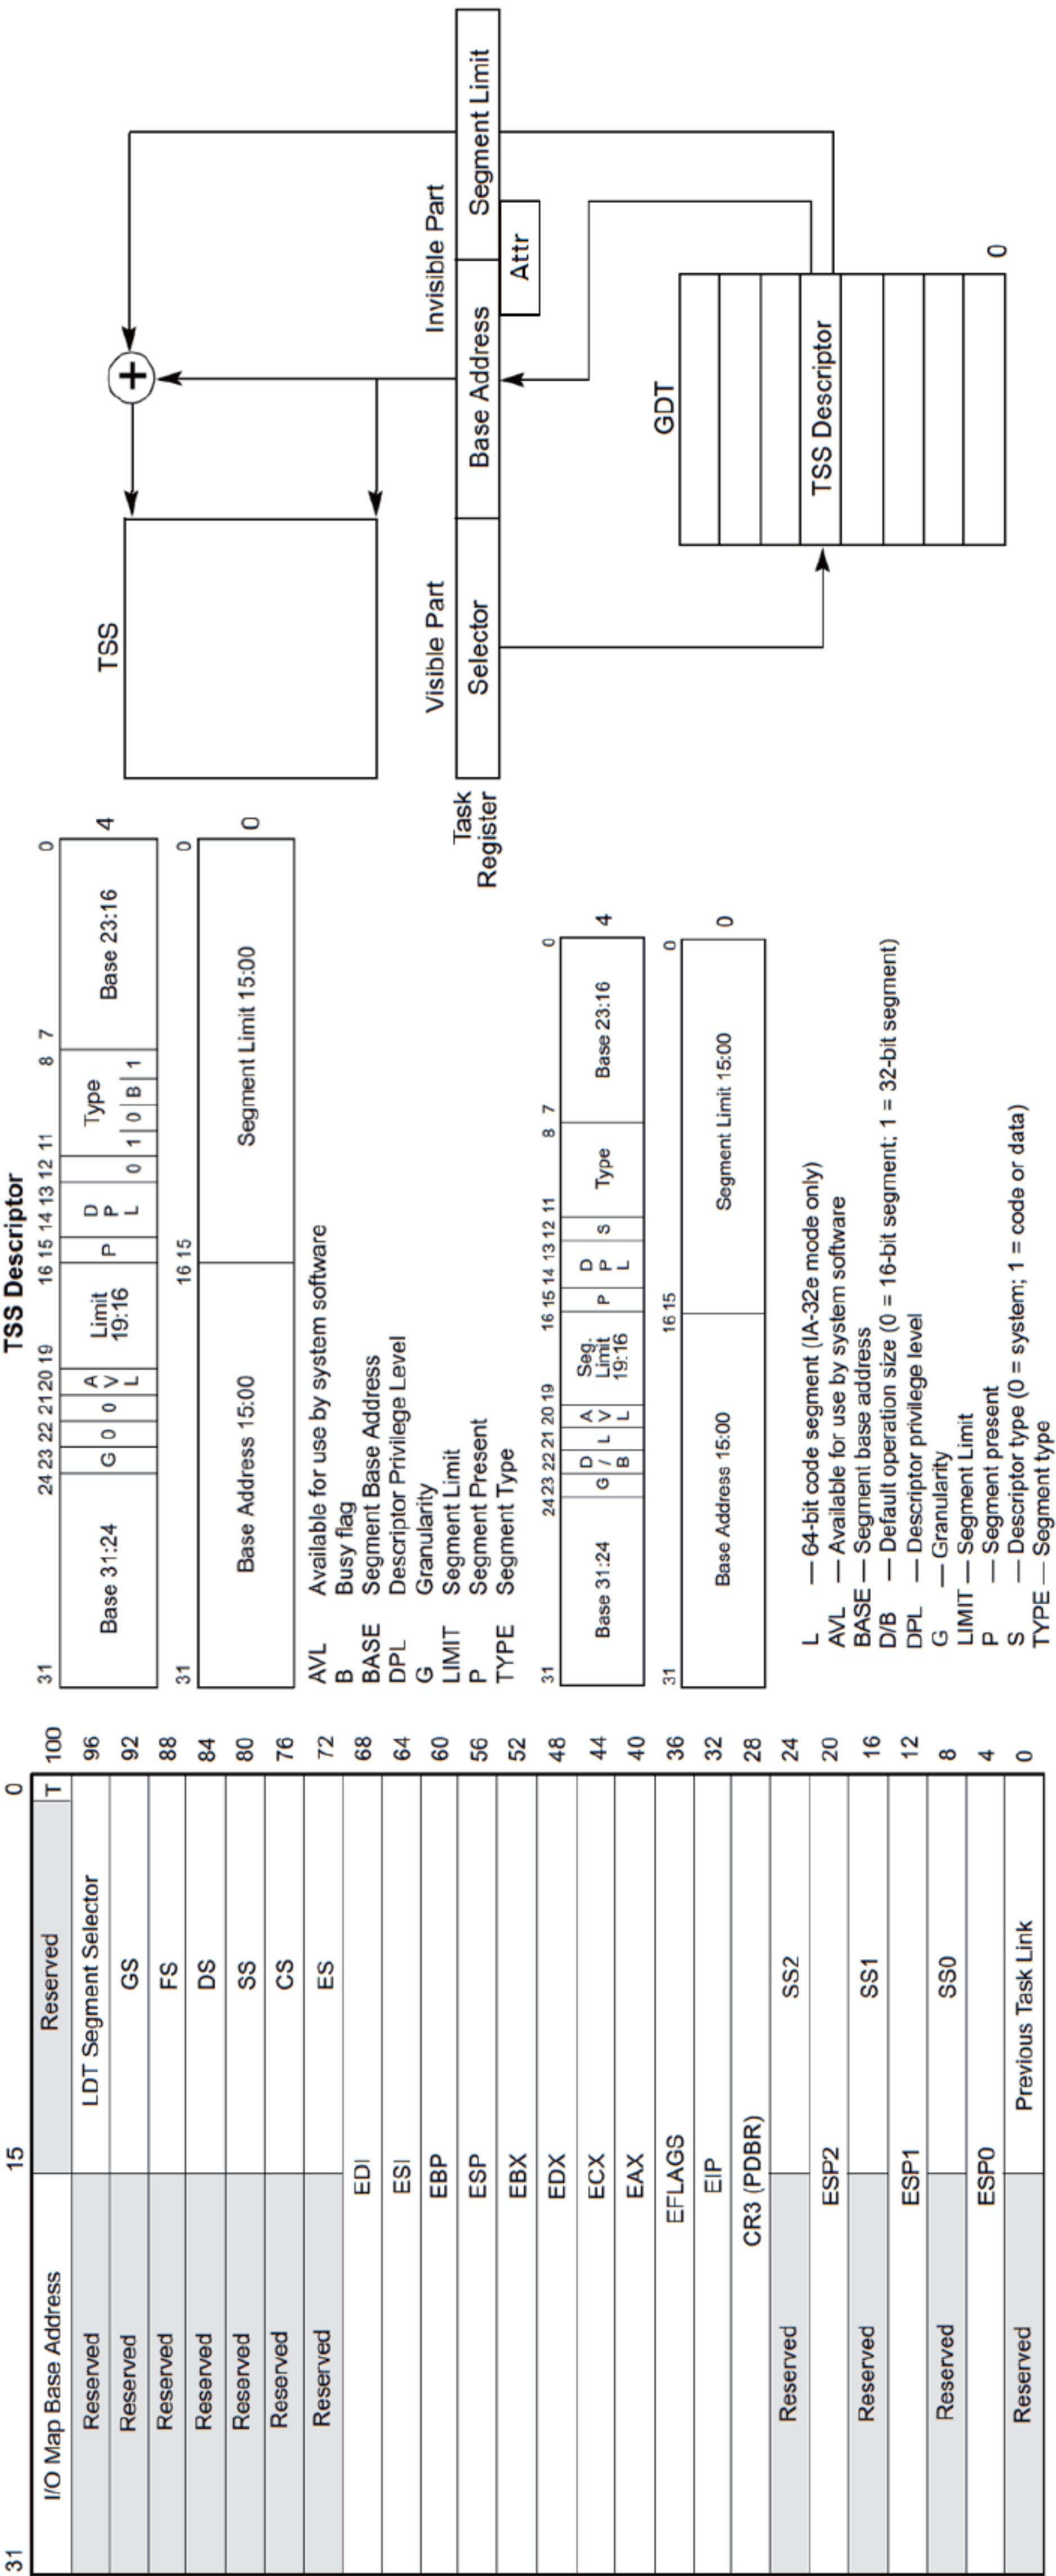 31 15 0
I/O Map Base Address Reserved T 100
Reserved LDT Segment Selector 96
Reserved GS 92
Reserved FS 88
Reserved DS 84
Reserved SS 80
Reserved CS 76
Reserved ES 72
EDI 68
ESI 64
EBP 60
ESP 56
EBX 52
EDX 48
ECX 44
EAX 40
EFLAGS 36
EIP 32
CR3 (PDBR) 28
Reserved SS2 24
ESP2 20
Reserved SS1 16
ESP1 12
Reserved SS0 8
ESP0 4
Reserved Previous Task Link 0
TSS Descriptor
31 24 23 22 21 20 19 16 15 14 13 12 11 8 7 0
Base 31:24 G 0 0 A V L Limit 19:16 P D P L Type 0 1 0 B 1 Base 23:16 4
31 16 15 0
Base Address 15:00 Segment Limit 15:00 0
AVL Available for use by system software
B Busy flag
BASE Segment Base Address
DPL Descriptor Privilege Level
G Granularity
LIMIT Segment Limit
P Segment Present
TYPE Segment Type
31 24 23 22 21 20 19 16 15 14 13 12 11 8 7 0
Base 31:24 G D / B L A V L Seg. Limit 19:16 P D P L S Type Base 23:16 4
31 16 15 0
Base Address 15:00 Segment Limit 15:00 0
L — 64-bit code segment (IA-32e mode only)
AVL — Available for use by system software
BASE — Segment base address
D/B — Default operation size (0 = 16-bit segment; 1 = 32-bit segment)
DPL — Descriptor privilege level
G — Granularity
LIMIT — Segment Limit
P — Segment present
S — Descriptor type (0 = system; 1 = code or data)
TYPE — Segment type
TSS
+
Visible Part Invisible Part
Task
Register
Selector Base Address Segment Limit
Attr
GDT
TSS Descriptor
0